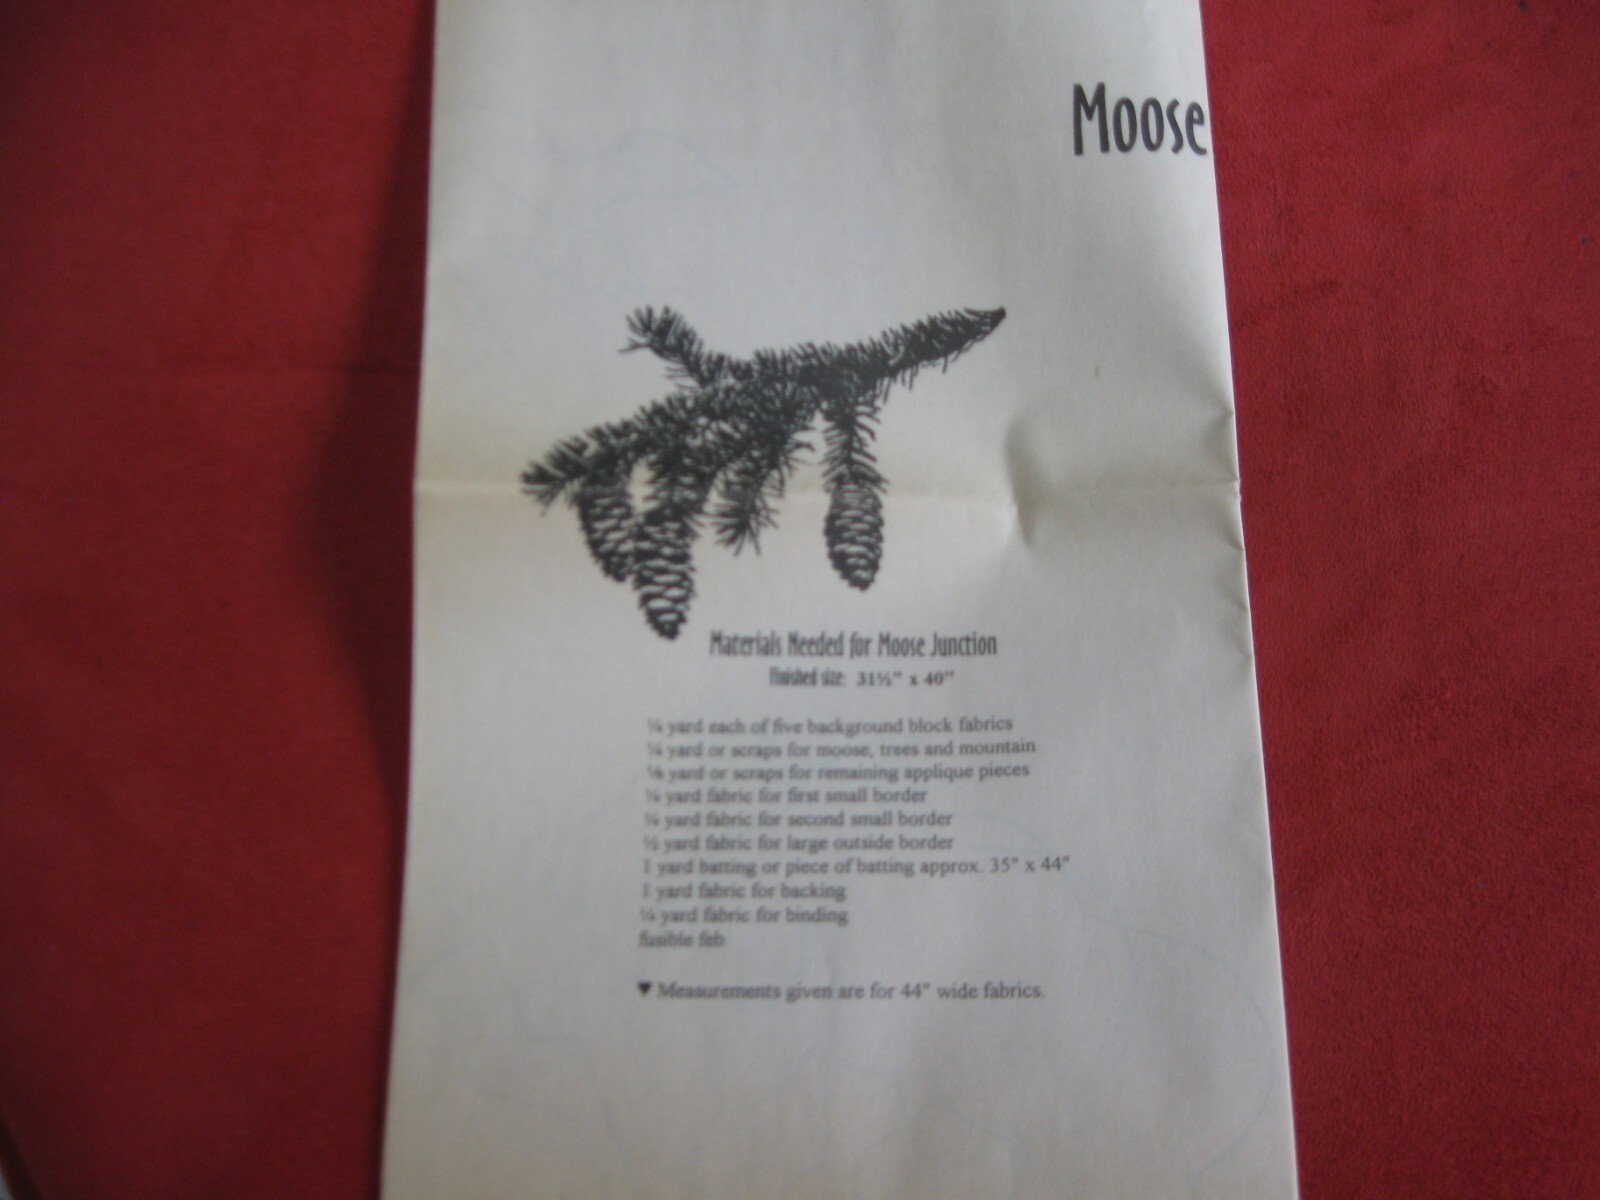 Moose
Materials Needed for Moose Junction
Finished size: 31½" x 40"
¼ yard each of five background block fabrics
¼ yard or scraps for moose, trees and mountain
⅛ yard or scraps for remaining applique pieces
¼ yard fabric for first small border
¼ yard fabric for second small border
½ yard fabric for large outside border
1 yard batting or piece of batting approx. 35" x 44"
1 yard fabric for backing
¼ yard fabric for binding
fusible feb
♥ Measurements given are for 44" wide fabrics.